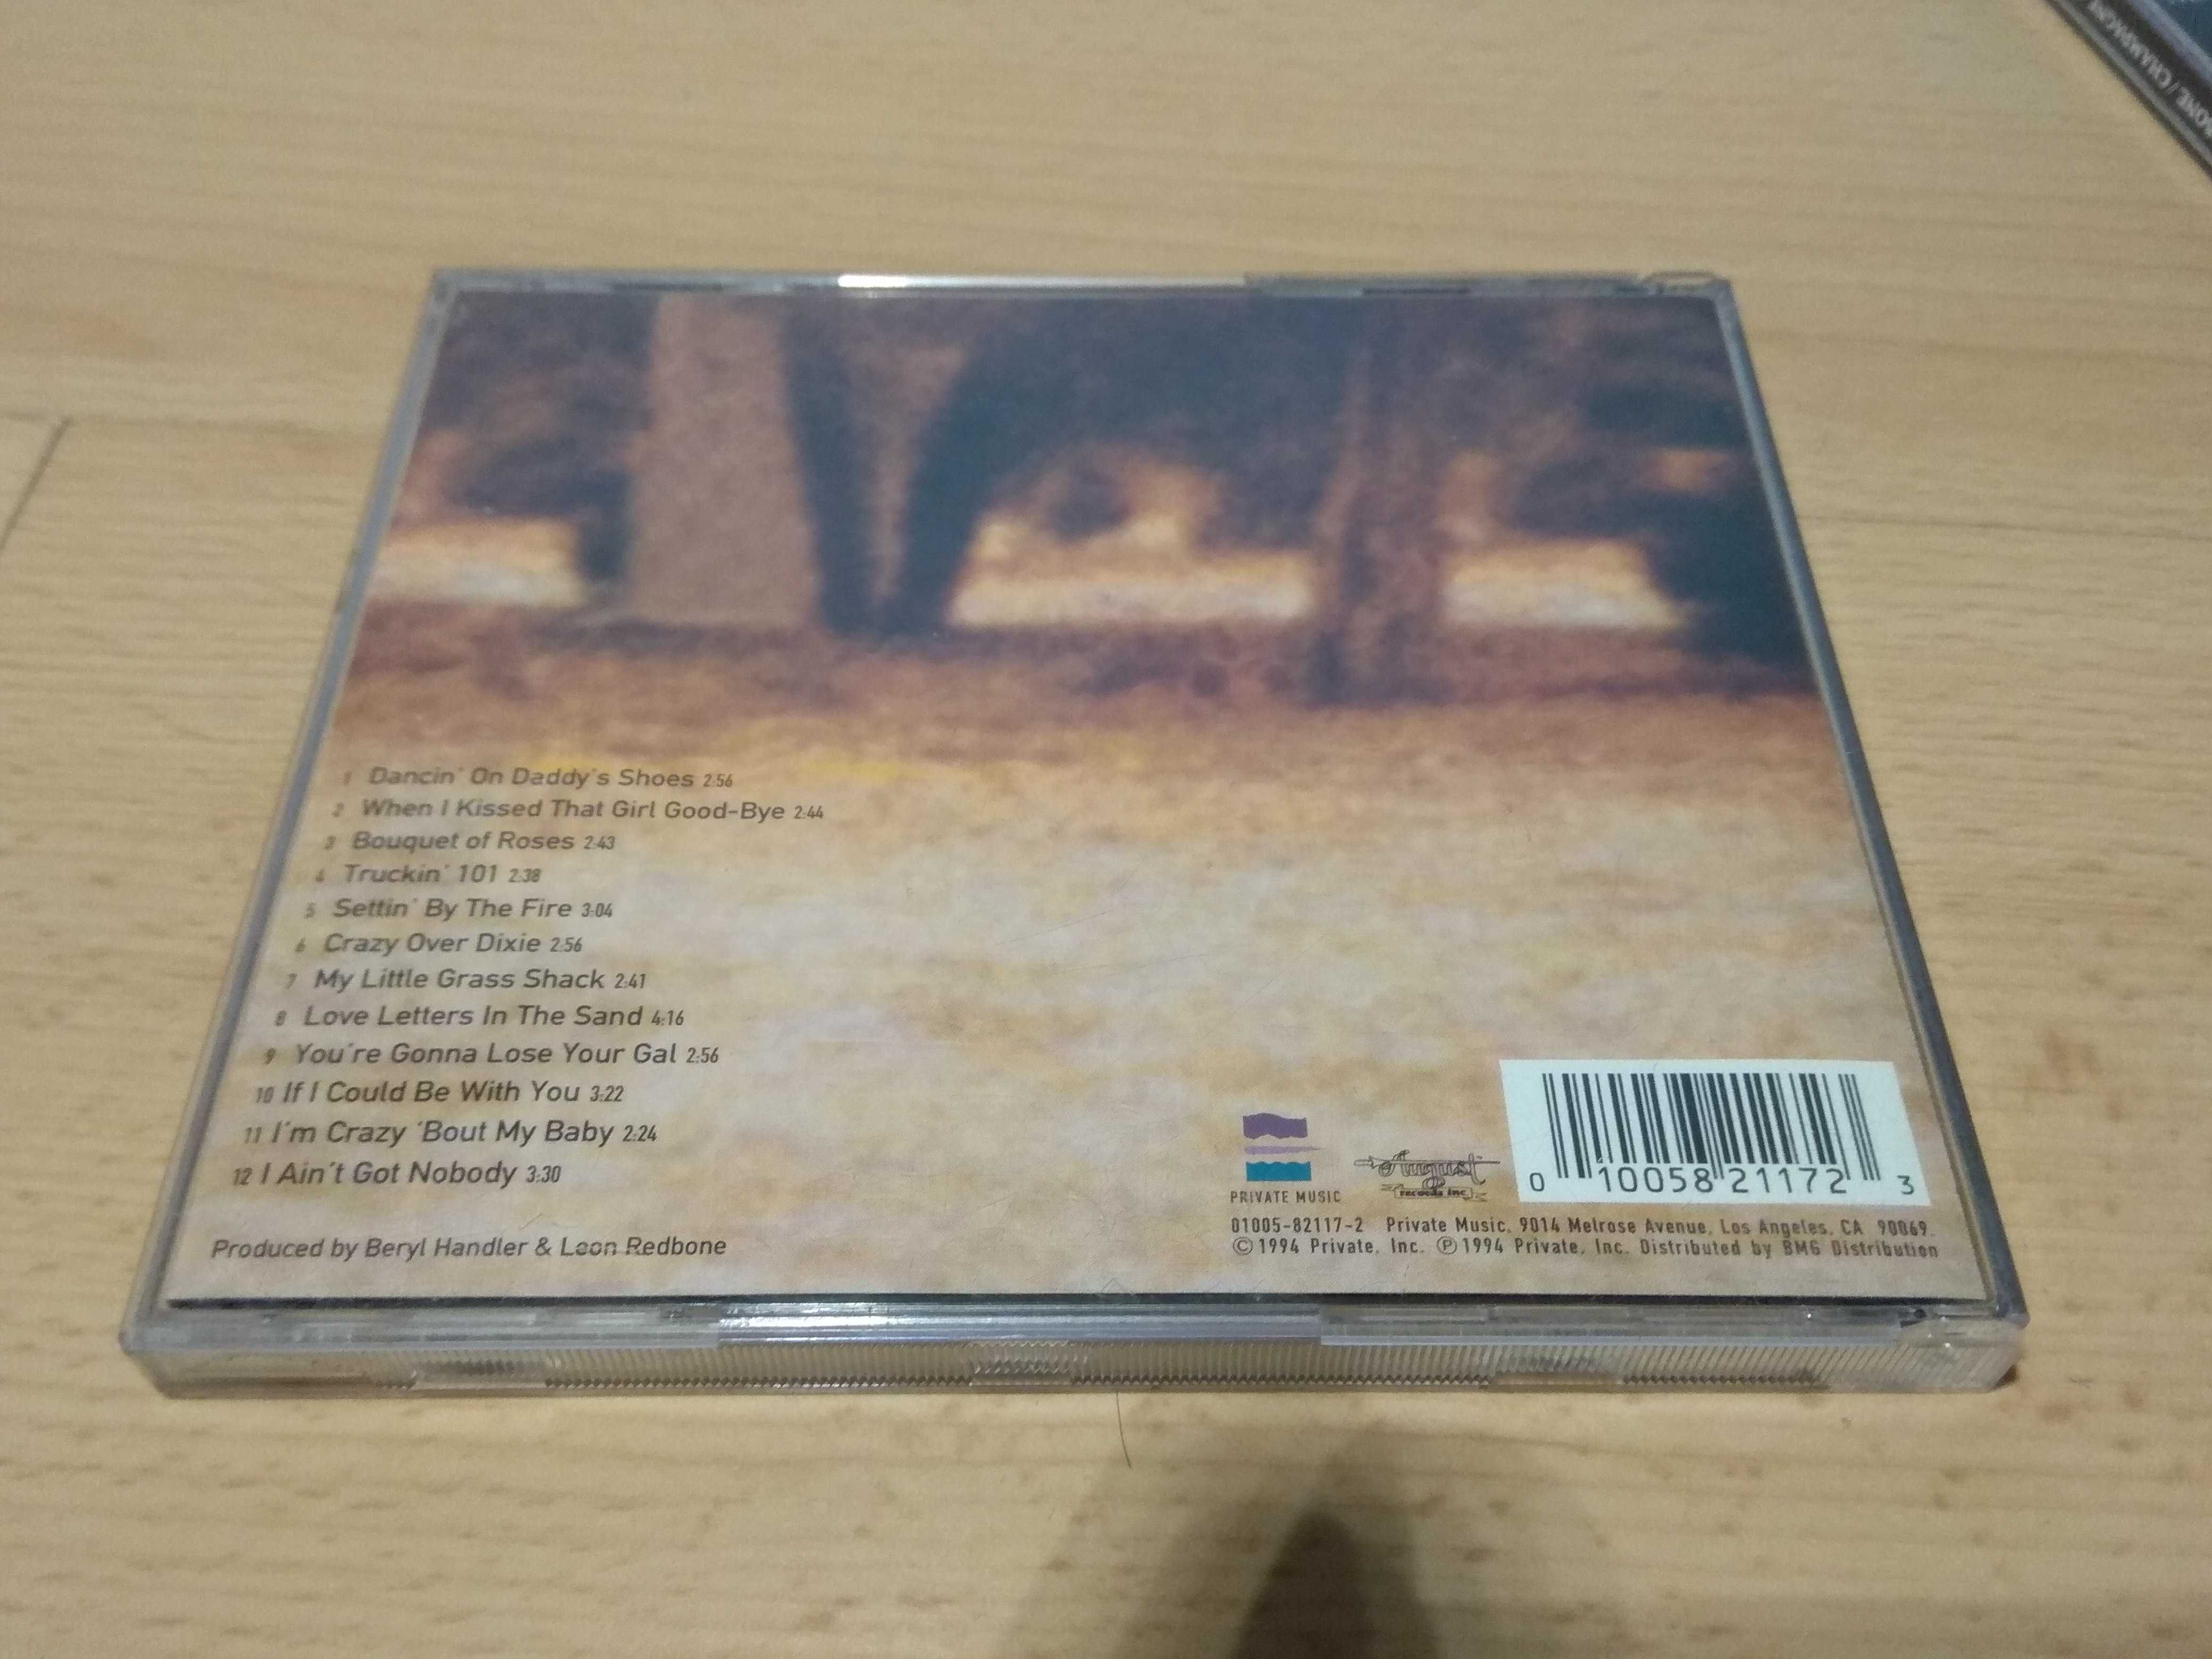 ONE / CHAMPION
1 Dancin' On Daddy's Shoes 2:56
2 When I Kissed That Girl Good-Bye 2:44
3 Bouquet of Roses 2:43
4 Truckin' 101 2:38
5 Settin' By The Fire 3:04
6 Crazy Over Dixie 2:56
7 My Little Grass Shack 2:41
8 Love Letters In The Sand 4:16
9 You're Gonna Lose Your Gal 2:56
10 If I Could Be With You 3:22
11 I'm Crazy 'Bout My Baby 2:24
12 I Ain't Got Nobody 3:30
Produced by Beryl Handler & Leon Redbone
PRIVATE MUSIC
August
records inc.
0 10058 21172 3
01005-82117-2 Private Music, 9014 Melrose Avenue, Los Angeles, CA 90069.
©1994 Private, Inc. ℗1994 Private, Inc. Distributed by BMG Distribution